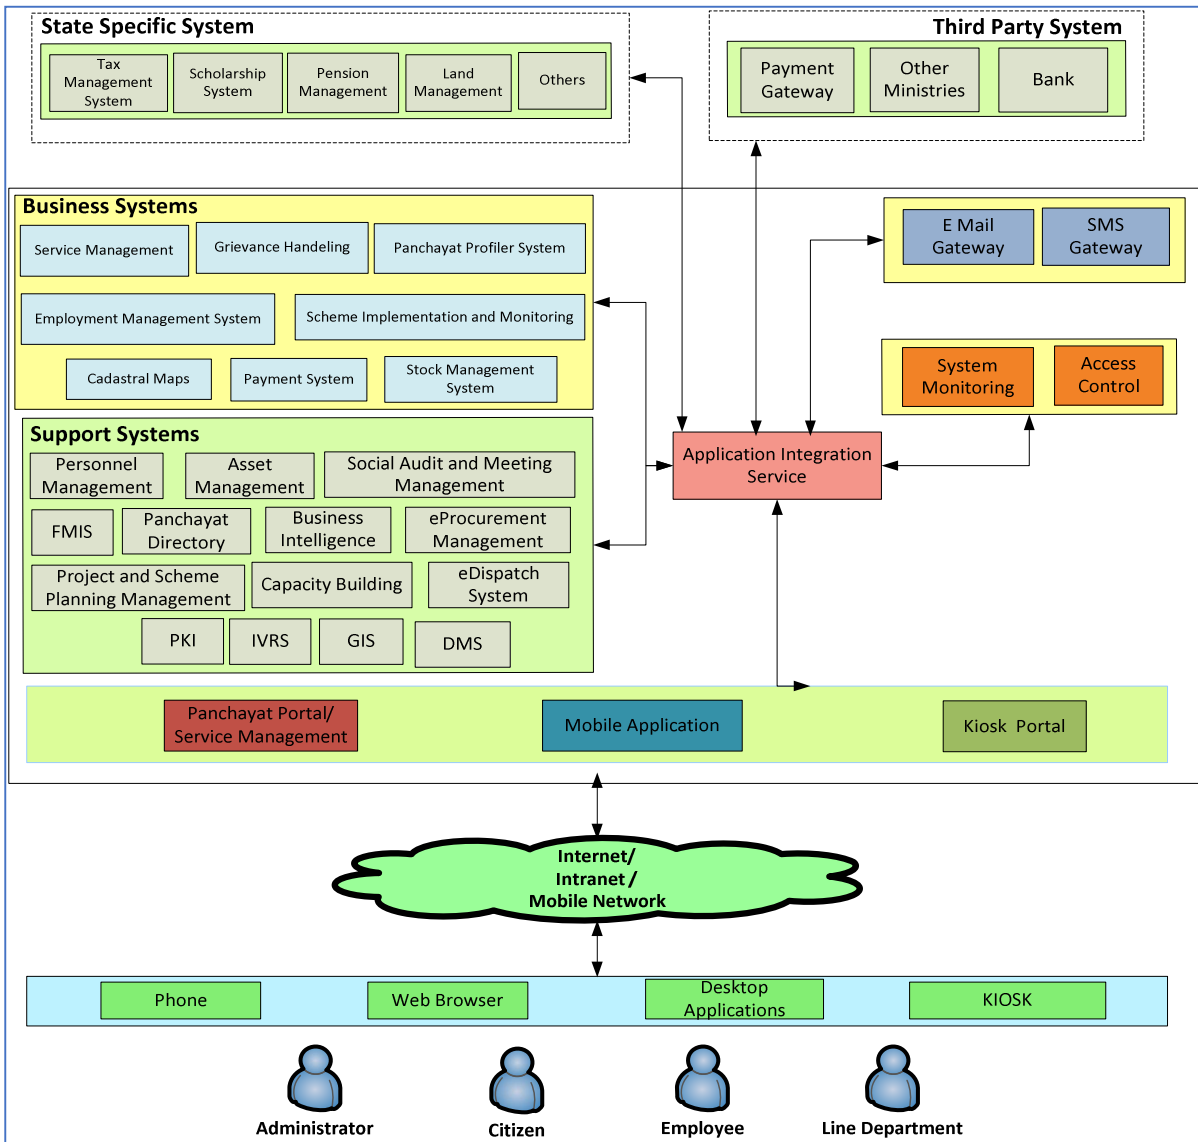 State Specific System
Tax
Management
System
Scholarship
System
Pension
Management
Land
Management
Others
Third Party System
Payment
Gateway
Other
Ministries
Bank
Business Systems
Service Management
Grievance Handeling
Panchayat Profiler System
Employment Management System
Scheme Implementation and Monitoring
Cadastral Maps
Payment System
Stock Management
System
E Mail
Gateway
SMS
Gateway
System
Monitoring
Access
Control
Application Integration
Service
Support Systems
Personnel
Management
Asset
Management
Social Audit and Meeting
Management
FMIS
Panchayat
Directory
Business
Intelligence
eProcurement
Management
Project and Scheme
Planning Management
Capacity Building
eDispatch
System
PKI
IVRS
GIS
DMS
Panchayat Portal/
Service Management
Mobile Application
Kiosk Portal
Internet/
Intranet/
Mobile Network
Phone
Web Browser
Desktop
Applications
KIOSK
Administrator
Citizen
Employee
Line Department